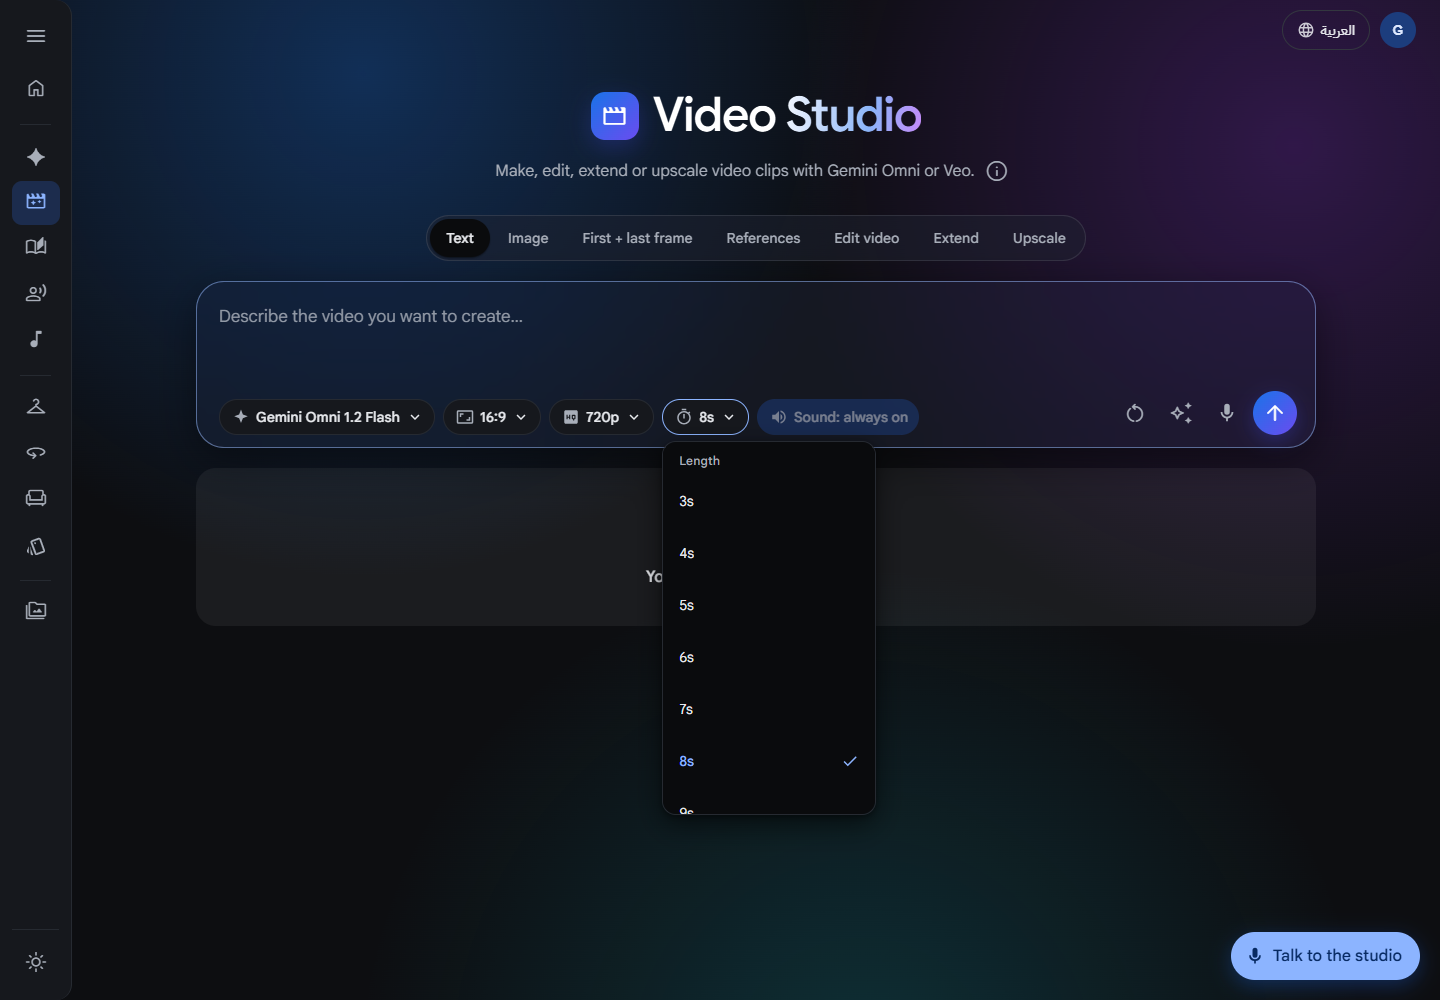 العربية
G
Video Studio
Make, edit, extend or upscale video clips with Gemini Omni or Veo.
Text
Image
First + last frame
References
Edit video
Extend
Upscale
Describe the video you want to create...
Gemini Omni 1.2 Flash
16:9
HQ
720p
8s
Sound: always on
Length
3s
4s
5s
6s
7s
8s
9s
Talk to the studio